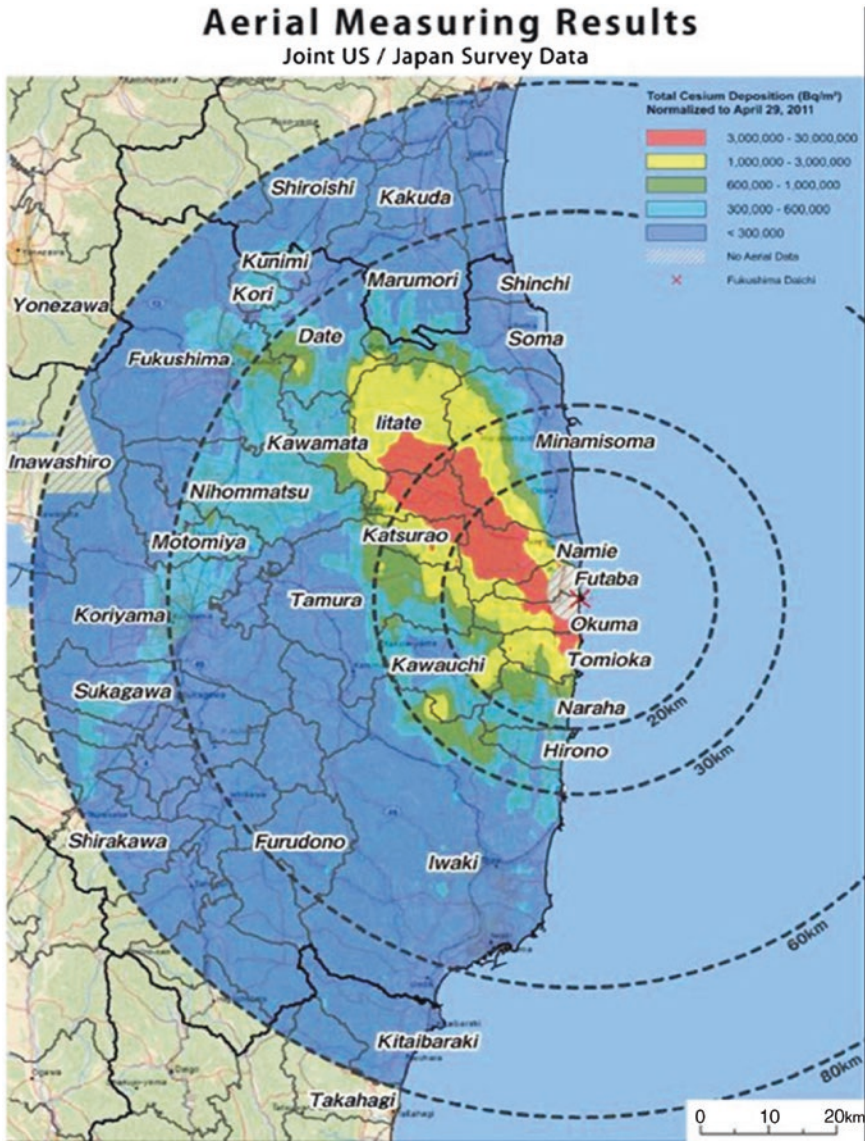 Aerial Measuring Results
Joint US / Japan Survey Data
Total Cesium Deposition (Bq/m²)
Normalized to April 29, 2011
3,000,000 - 30,000,000
1,000,000 - 3,000,000
600,000 - 1,000,000
300,000 - 600,000
< 300,000
No Aerial Data
Fukushima Daichi
Shiroishi
Kakuda
Kunimi
Marumori
Shinchi
Kori
Yonezawa
Date
Soma
Fukushima
Iitate
Kawamata
Minamisoma
Inawashiro
Nihommatsu
Katsurao
Motomiya
Namie
Futaba
Tamura
Koriyama
Okuma
Kawauchi
Tomioka
Sukagawa
Naraha
20km
Hirono
30km
Shirakawa
Furudono
Iwaki
60km
Kitaibaraki
80km
Takahagi
0 10 20km